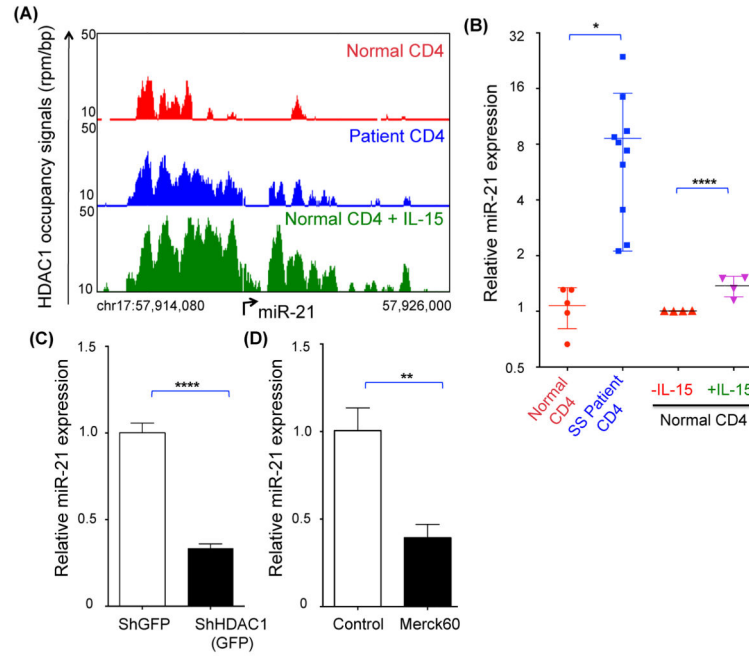 (A)
HDAC1 occupancy signals (rpm/bp)
50
Normal CD4
10
50
Patient CD4
10
50
Normal CD4 + IL-15
10
chr17:57,914,080
miR-21
57,926,000
(B)
Relative miR-21 expression
32
16
8
4
2
1
0.5
*
****
Normal
CD4
SS Patient
CD4
-IL-15
+IL-15
Normal CD4
(C)
Relative miR-21 expression
1.5
1.0
0.5
0
****
ShGFP
ShHDAC1
(GFP)
(D)
Relative miR-21 expression
1.5
1.0
0.5
0
**
Control
Merck60